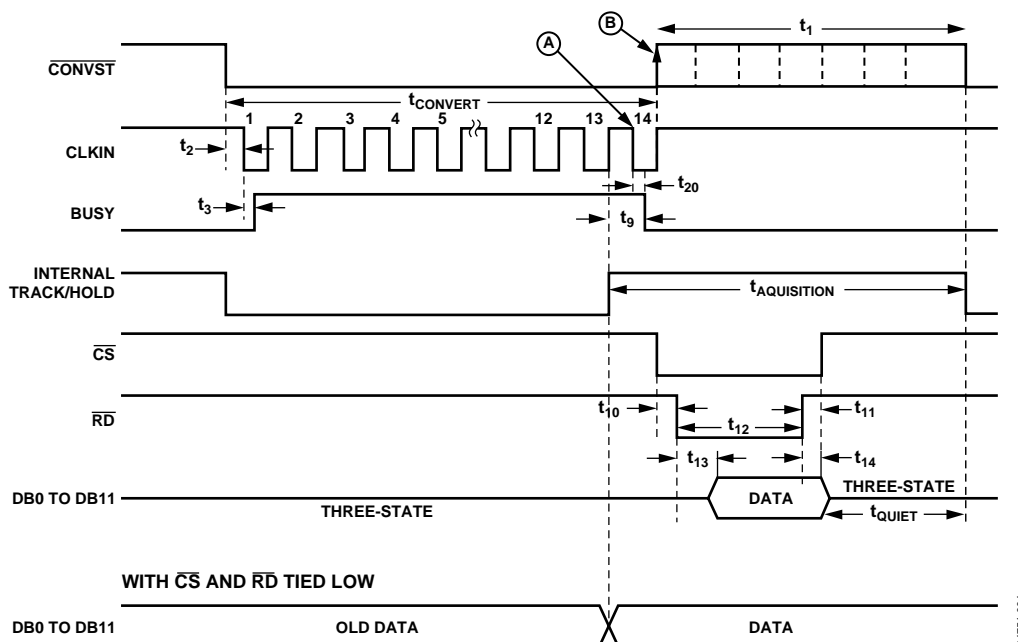 B
t1
A
CONVST
tCONVERT
1 2 3 4 5 12 13 14
CLKIN
t2
t20
t3
BUSY
t9
INTERNAL
TRACK/HOLD
tAQUISITION
CS
RD
t10
t12
t11
t13
t14
DB0 TO DB11
THREE-STATE
DATA
THREE-STATE
tQUIET
WITH CS AND RD TIED LOW
DB0 TO DB11
OLD DATA
DATA